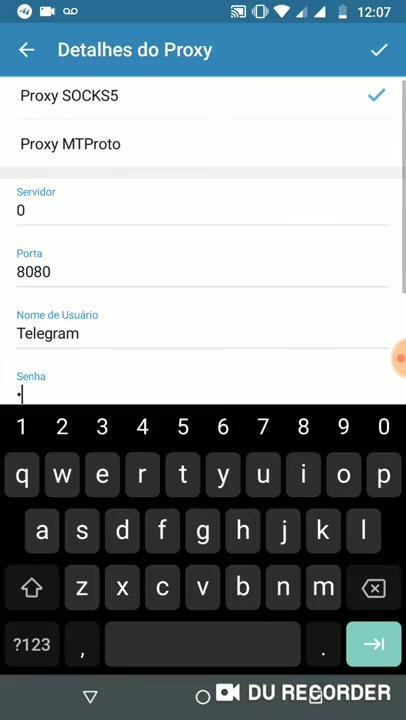 12:07
Detalhes do Proxy
Proxy SOCKS5
Proxy MTProto
Servidor
0
Porta
8080
Nome de Usuário
Telegram
Senha
•
1 2 3 4 5 6 7 8 9 0
q w e r t y u i o p
a s d f g h j k l
z x c v b n m
?123 , .
DU RECORDER